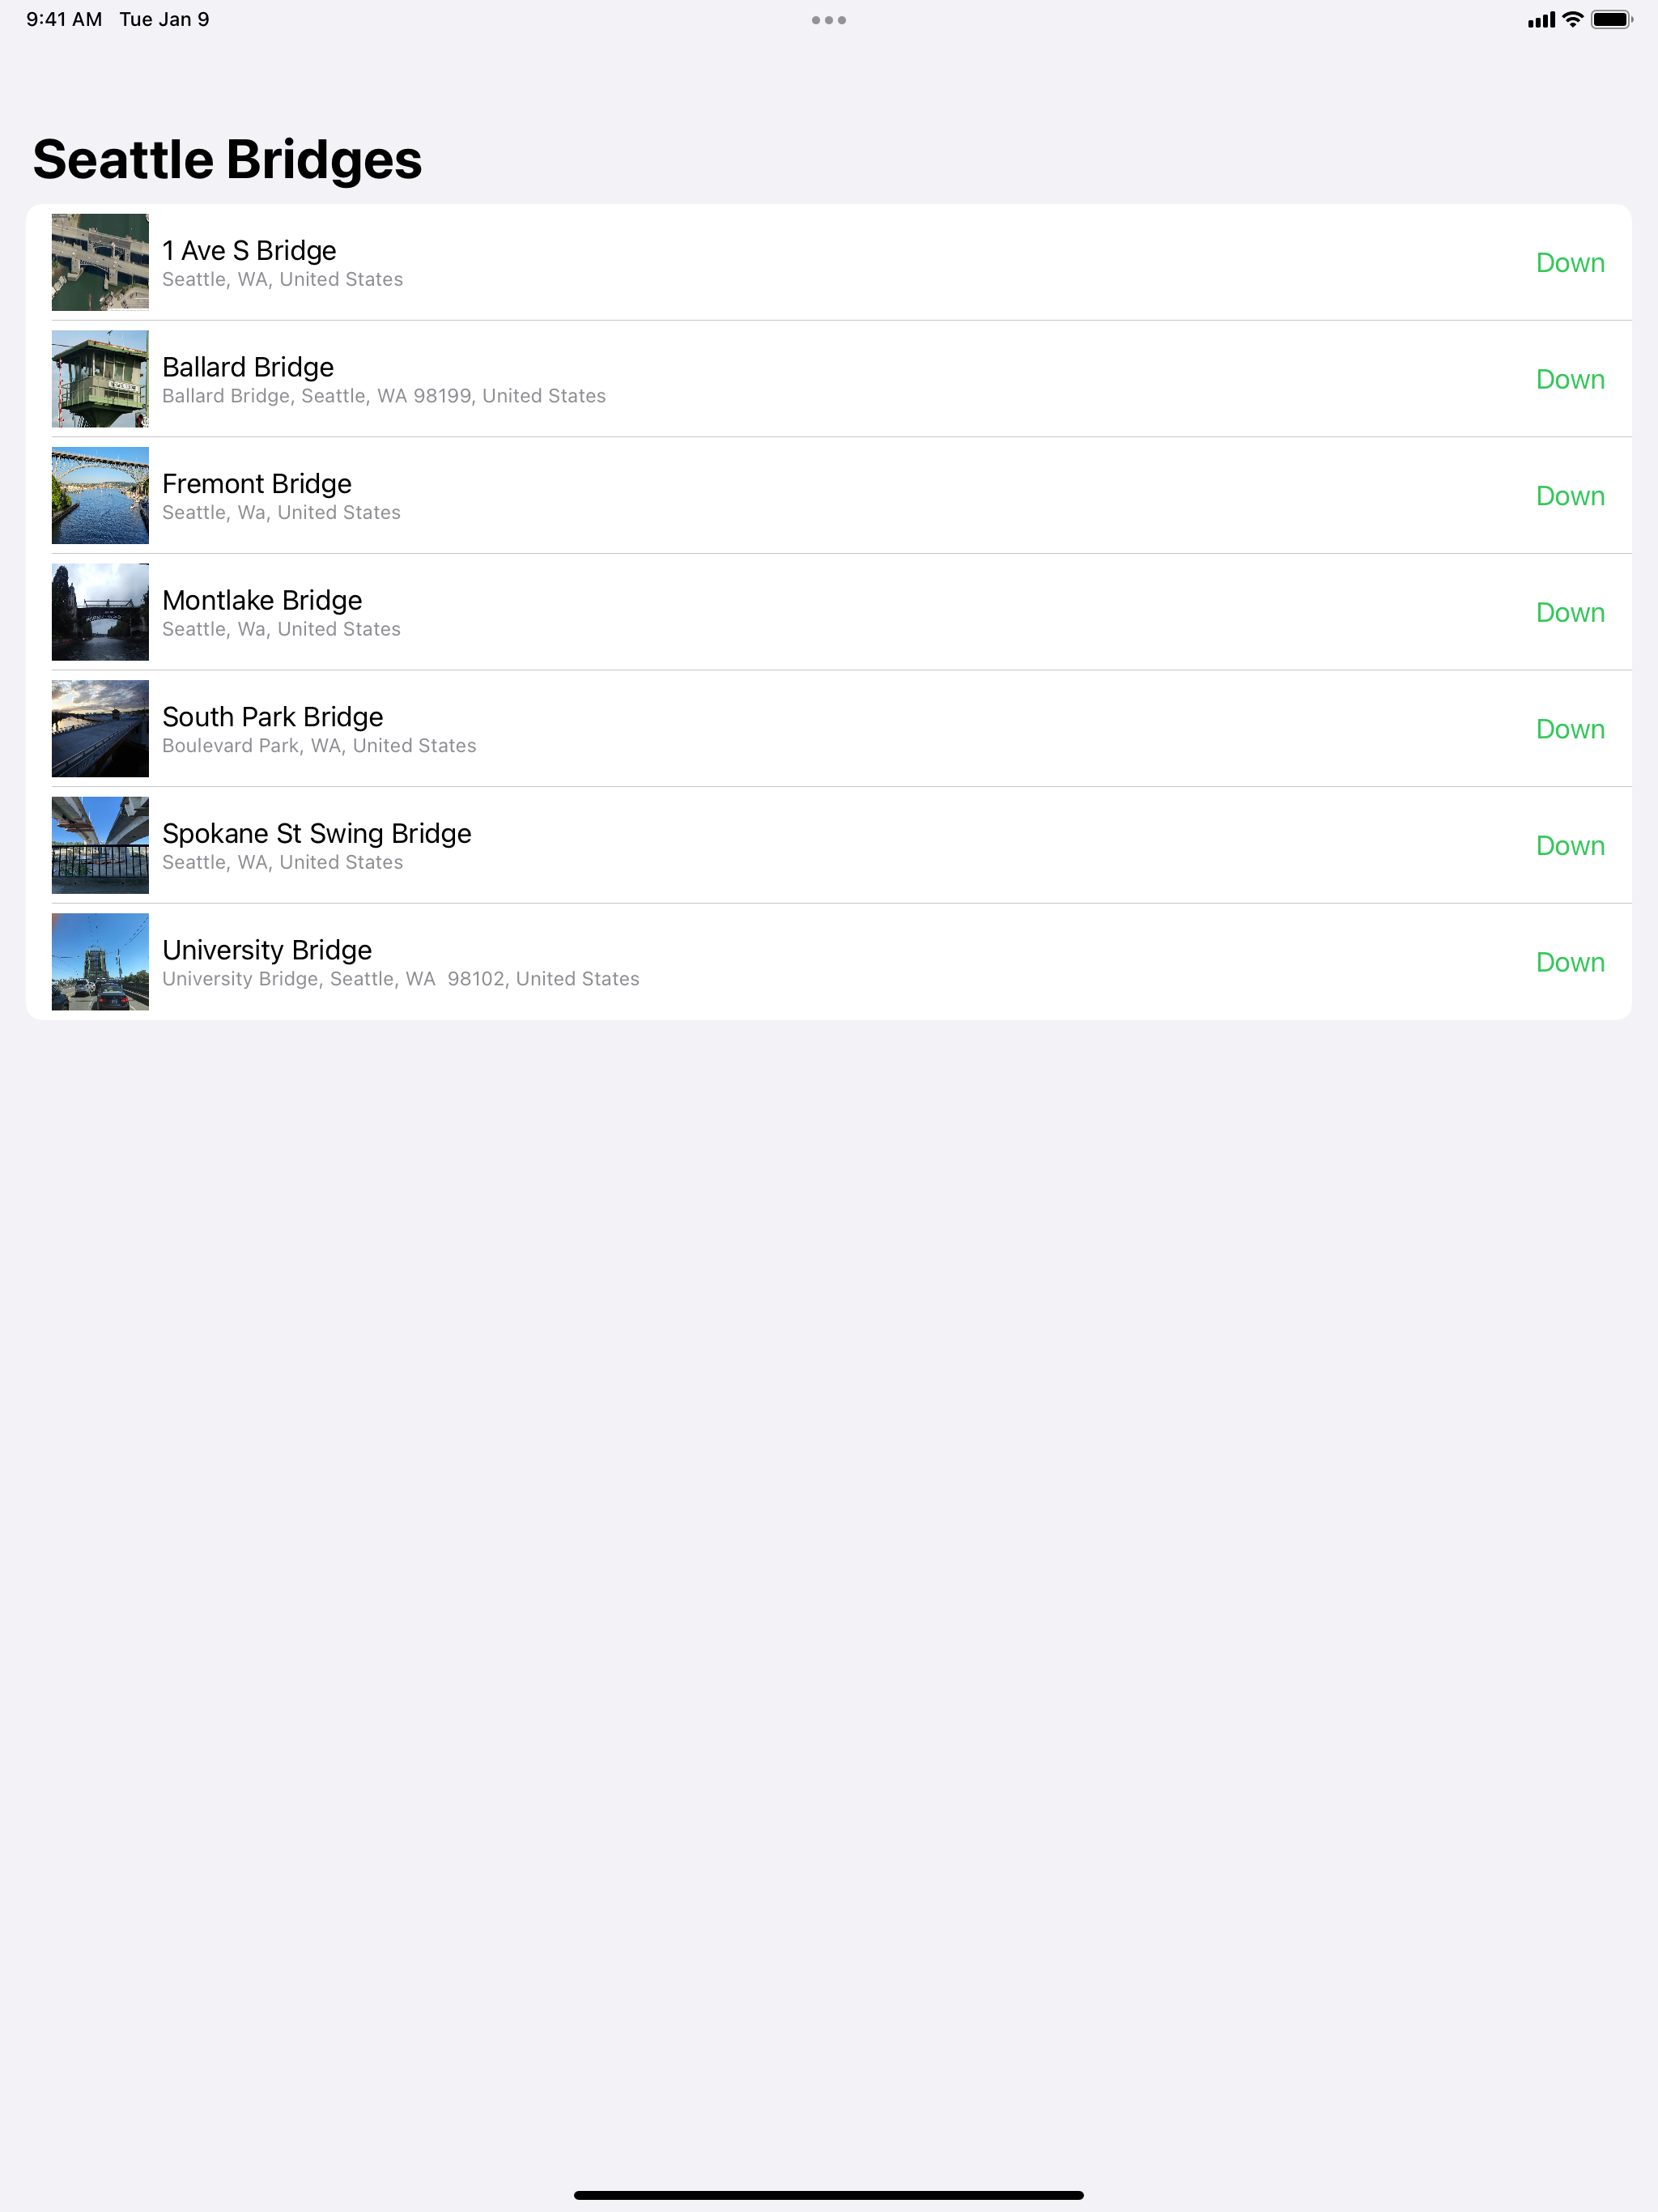 9:41 AM Tue Jan 9
Seattle Bridges
1 Ave S Bridge
Seattle, WA, United States
Down
Ballard Bridge
Ballard Bridge, Seattle, WA 98199, United States
Down
Fremont Bridge
Seattle, Wa, United States
Down
Montlake Bridge
Seattle, Wa, United States
Down
South Park Bridge
Boulevard Park, WA, United States
Down
Spokane St Swing Bridge
Seattle, WA, United States
Down
University Bridge
University Bridge, Seattle, WA  98102, United States
Down